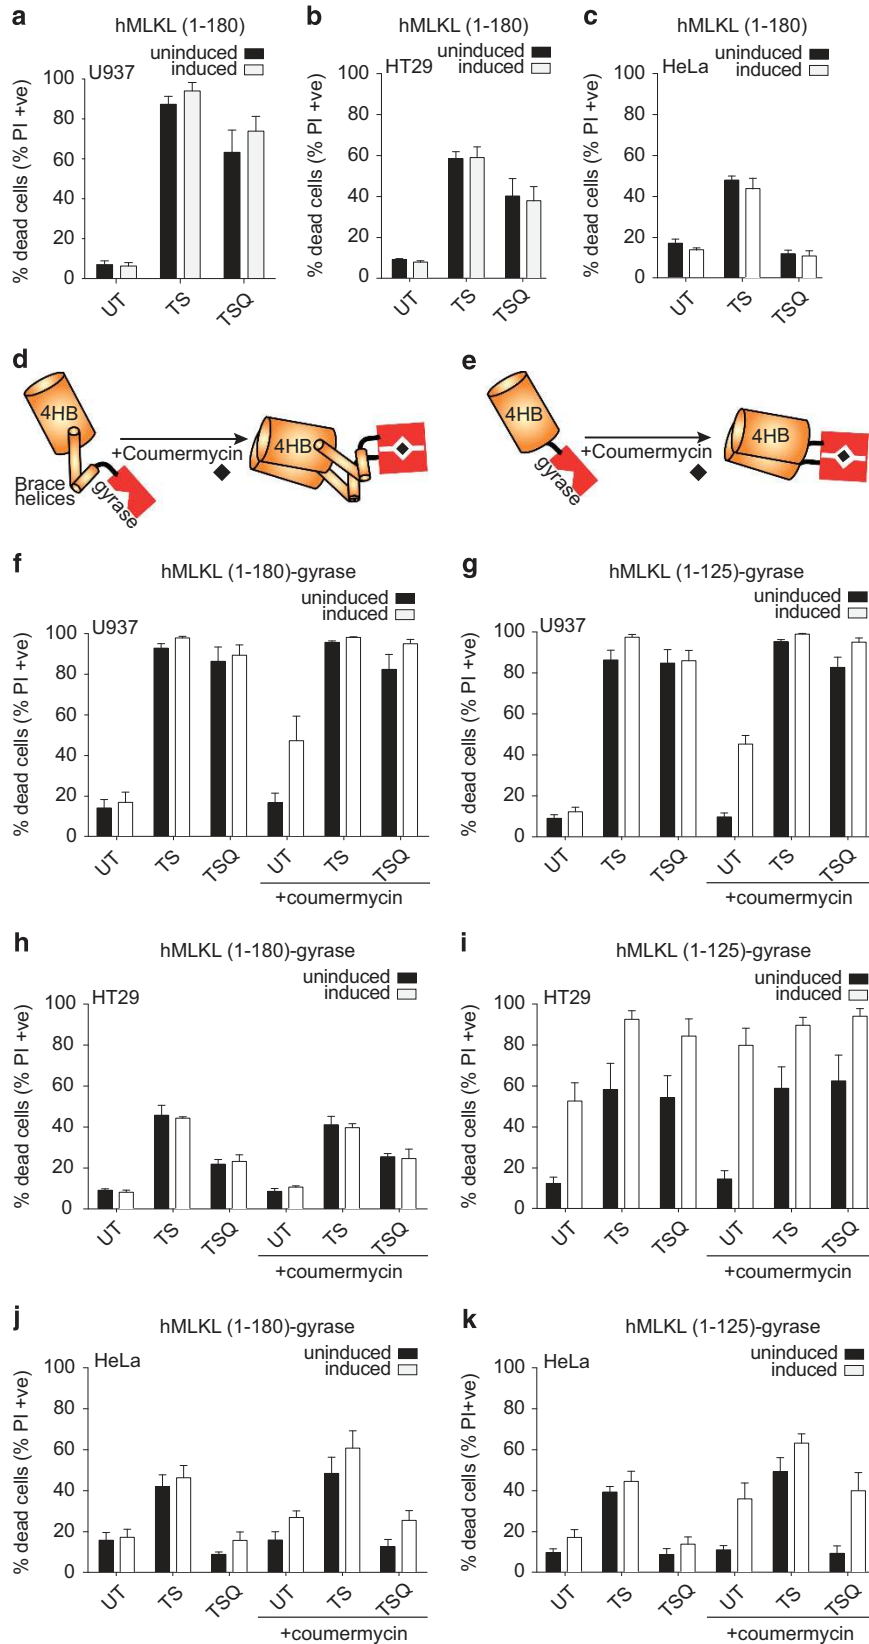 a
hMLKL (1-180)
uninduced
induced
U937
% dead cells (% PI +ve)
100
80
60
40
20
0
UT
TS
TSQ
b
hMLKL (1-180)
uninduced
induced
HT29
% dead cells (% PI +ve)
100
80
60
40
20
0
UT
TS
TSQ
c
hMLKL (1-180)
uninduced
induced
HeLa
% dead cells (% PI +ve)
100
80
60
40
20
0
UT
TS
TSQ
d
4HB
Brace
helices
gyrase
+Coumermycin
4HB
e
4HB
gyrase
+Coumermycin
4HB
f
hMLKL (1-180)-gyrase
uninduced
induced
U937
% dead cells (% PI +ve)
100
80
60
40
20
0
UT
TS
TSQ
UT
TS
TSQ
+coumermycin
g
hMLKL (1-125)-gyrase
uninduced
induced
U937
% dead cells (% PI +ve)
100
80
60
40
20
0
UT
TS
TSQ
UT
TS
TSQ
+coumermycin
h
hMLKL (1-180)-gyrase
uninduced
induced
HT29
% dead cells (% PI +ve)
100
80
60
40
20
0
UT
TS
TSQ
UT
TS
TSQ
+coumermycin
i
hMLKL (1-125)-gyrase
uninduced
induced
HT29
% dead cells (% PI +ve)
100
80
60
40
20
0
UT
TS
TSQ
UT
TS
TSQ
+coumermycin
j
hMLKL (1-180)-gyrase
uninduced
induced
HeLa
% dead cells (% PI +ve)
100
80
60
40
20
0
UT
TS
TSQ
UT
TS
TSQ
+coumermycin
k
hMLKL (1-125)-gyrase
uninduced
induced
HeLa
% dead cells (% PI+ve)
100
80
60
40
20
0
UT
TS
TSQ
UT
TS
TSQ
+coumermycin